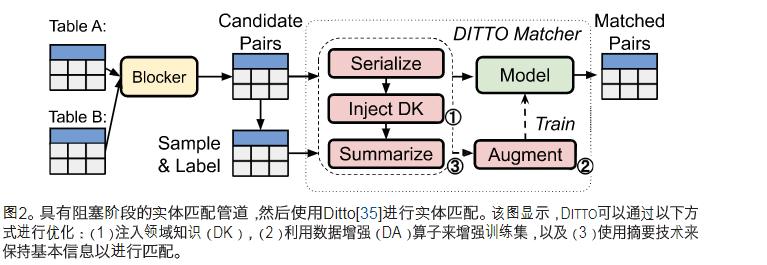 Table A:
Table B:
Blocker
Candidate
Pairs
Sample
& Label
DITTO Matcher
Serialize
Inject DK
①
Summarize
③
Model
Train
Augment
②
Matched
Pairs
图2。具有阻塞阶段的实体匹配管道，然后使用Ditto[35]进行实体匹配。该图显示，DITTO可以通过以下方
式进行优化：(1)注入领域知识(DK)，(2)利用数据增强(DA)算子来增强训练集，以及(3)使用摘要技术来
保持基本信息以进行匹配。